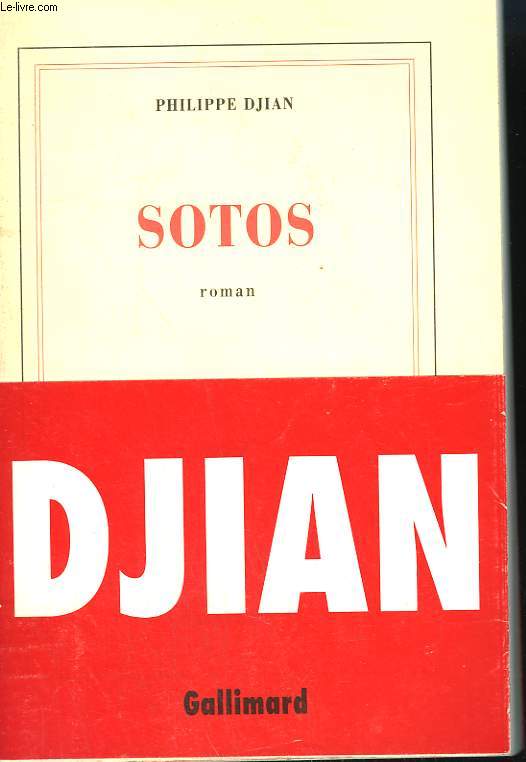 Le-livre.com
PHILIPPE DJIAN
SOTOS
roman
DJIAN
Gallimard